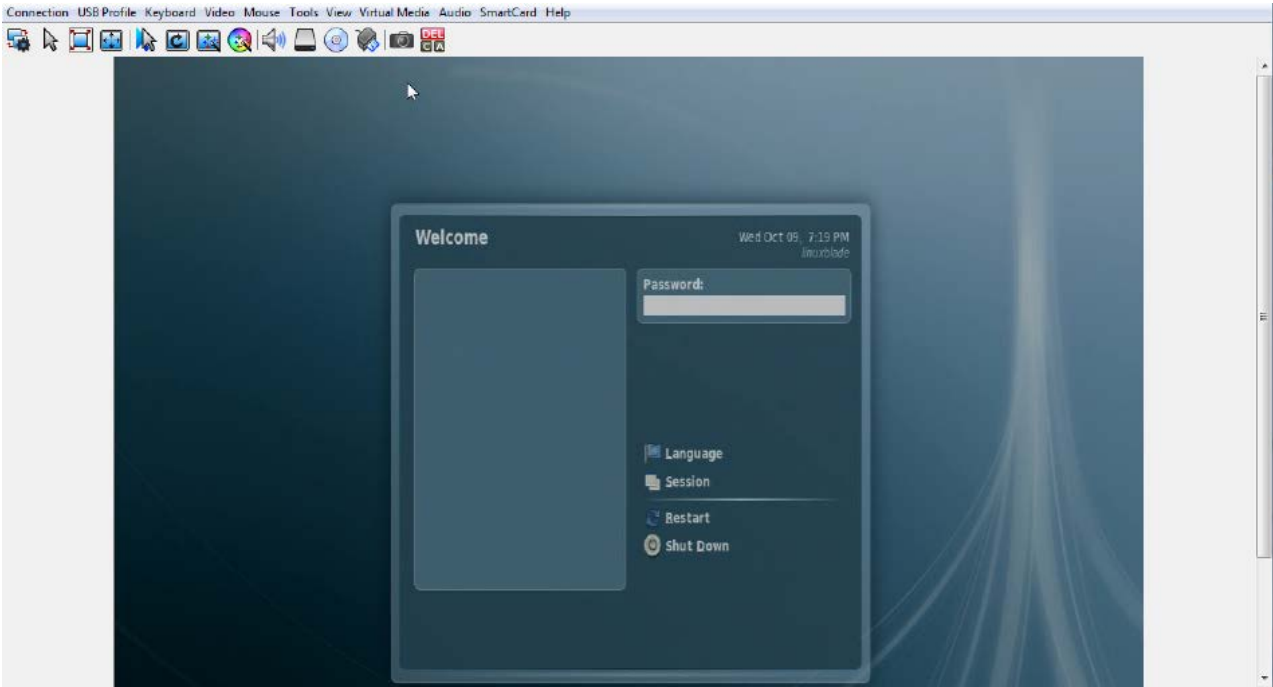 Connection USB Profile Keyboard Video Mouse Tools View Virtual Media Audio SmartCard Help
DEL
C A
Welcome
Wed Oct 09, 7:19 PM
linuxblade
Password:
Language
Session
Restart
Shut Down